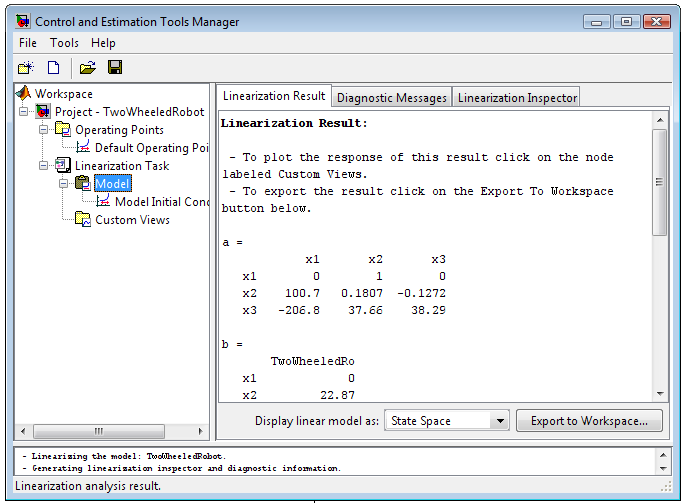 Control and Estimation Tools Manager
File Tools Help
Workspace
Project - TwoWheeledRobot
Operating Points
Default Operating Poi
Linearization Task
Model
Model Initial Cond
Custom Views
Linearization Result Diagnostic Messages Linearization Inspector
Linearization Result:
- To plot the response of this result click on the node
labeled Custom Views.
- To export the result click on the Export To Workspace
button below.
a =
x1 x2 x3
x1 0 1 0
x2 100.7 0.1807 -0.1272
x3 -206.8 37.66 38.29
b =
TwoWheeledRo
x1 0
x2 22.87
Display linear model as: State Space Export to Workspace...
- Linearizing the model: TwoWheeledRobot.
- Generating linearization inspector and diagnostic information.
Linearization analysis result.